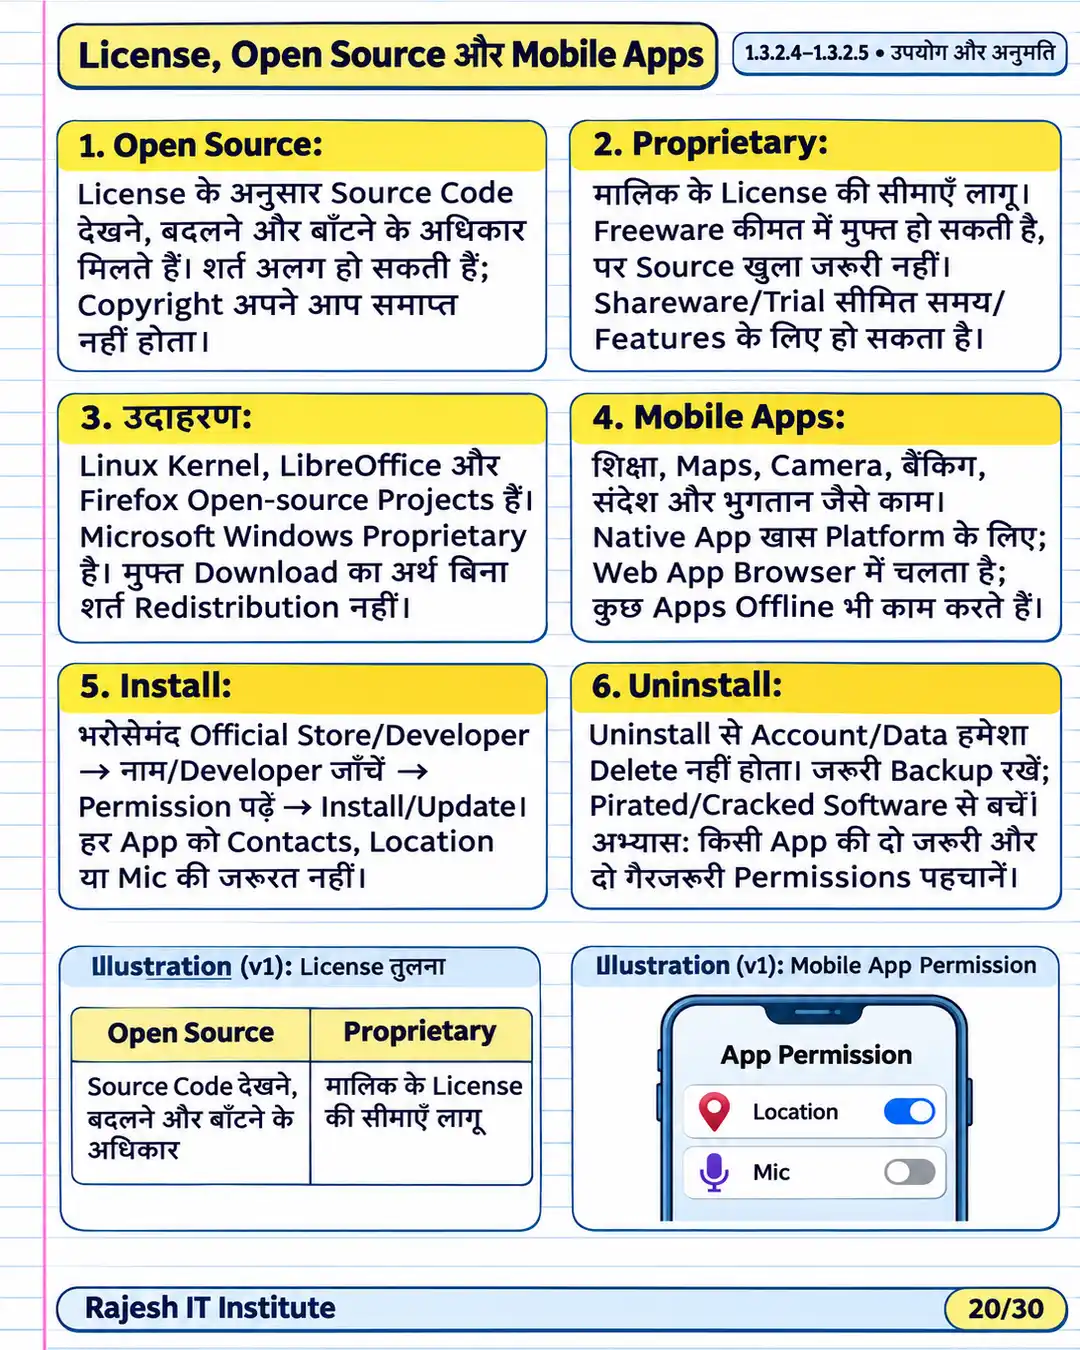 License, Open Source और Mobile Apps
1.3.2.4–1.3.2.5 • उपयोग और अनुमति
1. Open Source:
License के अनुसार Source Code
देखने, बदलने और बाँटने के अधिकार
मिलते हैं। शर्त अलग हो सकती हैं;
Copyright अपने आप समाप्त
नहीं होता।
2. Proprietary:
मालिक के License की सीमाएँ लागू।
Freeware कीमत में मुफ्त हो सकती है,
पर Source खुला जरूरी नहीं।
Shareware/Trial सीमित समय/
Features के लिए हो सकता है।
3. उदाहरण:
Linux Kernel, LibreOffice और
Firefox Open-source Projects हैं।
Microsoft Windows Proprietary
है। मुफ्त Download का अर्थ बिना
शर्त Redistribution नहीं।
4. Mobile Apps:
शिक्षा, Maps, Camera, बैंकिग,
संदेश और भुगतान जैसे काम।
Native App खास Platform के लिए;
Web App Browser में चलता है;
कुछ Apps Offline भी काम करते हैं।
5. Install:
भरोसेमंद Official Store/Developer
→ नाम/Developer जाँचें →
Permission पढ़ें → Install/Update।
हर App को Contacts, Location
या Mic की जरूरत नहीं।
6. Uninstall:
Uninstall से Account/Data हमेशा
Delete नहीं होता। जरूरी Backup रखें;
Pirated/Cracked Software से बचें।
अभ्यास: किसी App की दो जरूरी और
दो गैरजरूरी Permissions पहचानें।
Illustration (v1): License तुलना
Open Source
Proprietary
Source Code देखने,
बदलने और बाँटने के
अधिकार
मालिक के License
की सीमाएँ लागू
Illustration (v1): Mobile App Permission
App Permission
Location
Mic
Rajesh IT Institute
20/30